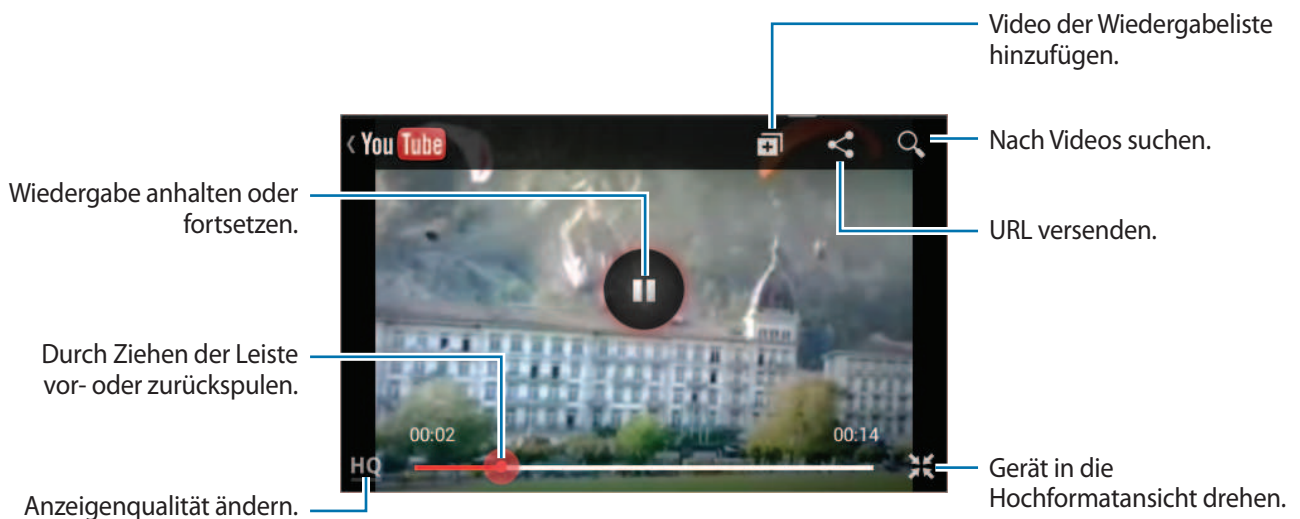 Video der Wiedergabeliste
hinzufügen.
You Tube
Nach Videos suchen.
Wiedergabe anhalten oder
fortsetzen.
URL versenden.
Durch Ziehen der Leiste
vor- oder zurückspulen.
00:02
00:14
HQ
Gerät in die
Hochformatansicht drehen.
Anzeigenqualität ändern.